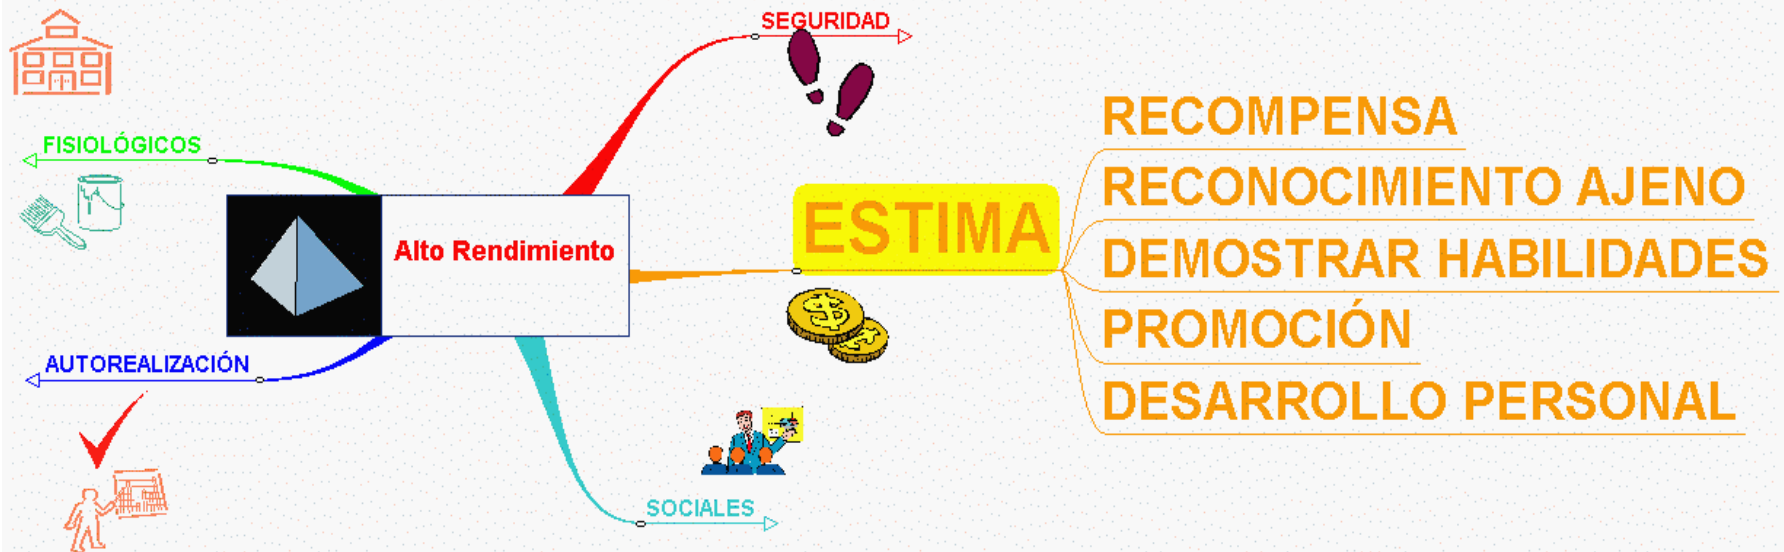 SEGURIDAD
FISIOLÓGICOS
Alto Rendimiento
AUTOREALIZACIÓN
SOCIALES
ESTIMA
RECOMPENSA
RECONOCIMIENTO AJENO
DEMOSTRAR HABILIDADES
PROMOCIÓN
DESARROLLO PERSONAL